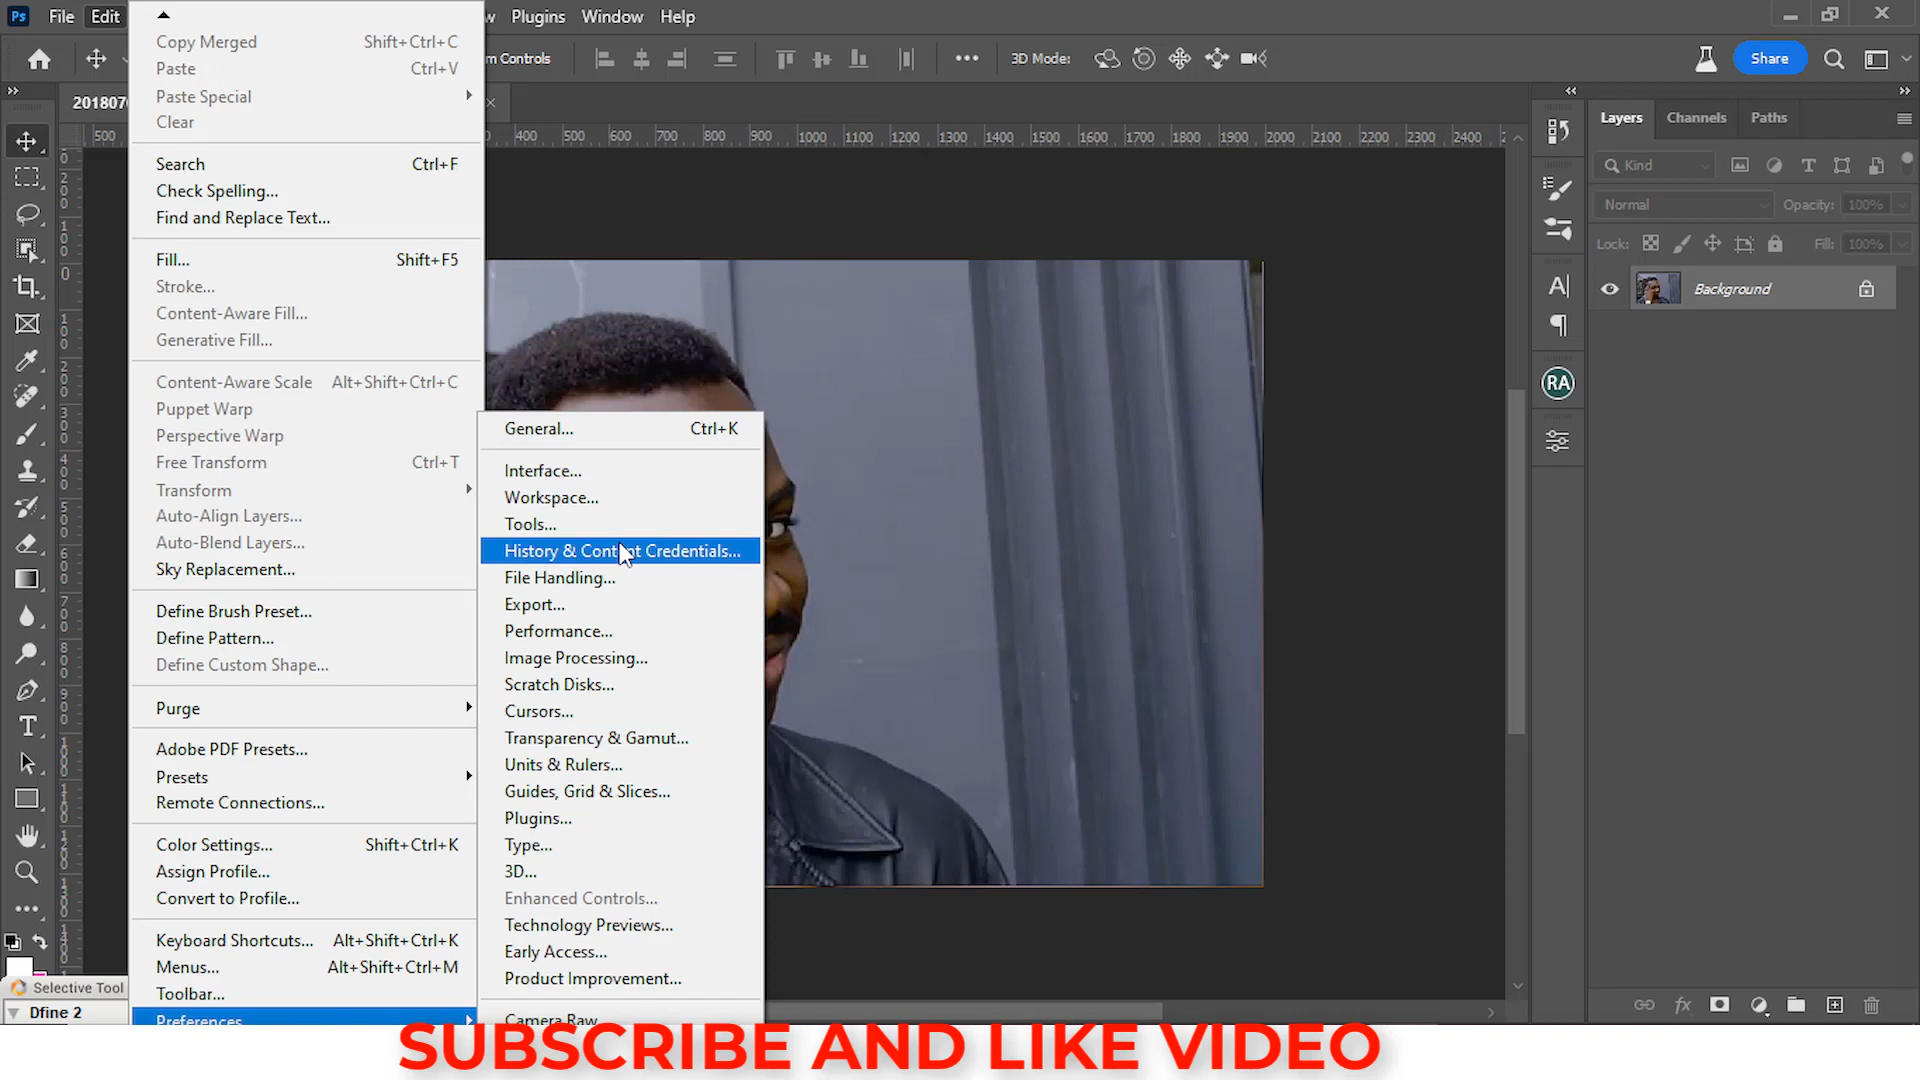 Ps File Edit Plugins Window Help
3D Mode: Share
Copy Merged Shift+Ctrl+C
Paste Ctrl+V
Paste Special
Clear
Search Ctrl+F
Check Spelling...
Find and Replace Text...
Fill... Shift+F5
Stroke...
Content-Aware Fill...
Generative Fill...
Content-Aware Scale Alt+Shift+Ctrl+C
Puppet Warp
Perspective Warp
Free Transform Ctrl+T
Transform
Auto-Align Layers...
Auto-Blend Layers...
Sky Replacement...
Define Brush Preset...
Define Pattern...
Define Custom Shape...
Purge
Adobe PDF Presets...
Presets
Remote Connections...
Color Settings... Shift+Ctrl+K
Assign Profile...
Convert to Profile...
Keyboard Shortcuts... Alt+Shift+Ctrl+K
Menus... Alt+Shift+Ctrl+M
Toolbar...
Preferences
General... Ctrl+K
Interface...
Workspace...
Tools...
History & Content Credentials...
File Handling...
Export...
Performance...
Image Processing...
Scratch Disks...
Cursors...
Transparency & Gamut...
Units & Rulers...
Guides, Grid & Slices...
Plugins...
Type...
3D...
Enhanced Controls...
Technology Previews...
Early Access...
Product Improvement...
Camera Raw
500 400 500 600 700 800 900 1000 1100 1200 1300 1400 1500 1600 1700 1800 1900 2000 2100 2200 2300 2400
Layers Channels Paths
Kind
Normal Opacity: 100%
Lock: Fill: 100%
Background
RA
Selective Tool
Dfine 2
SUBSCRIBE AND LIKE VIDEO